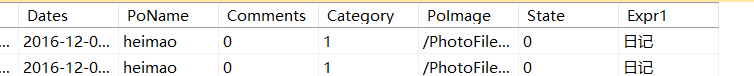 Dates PoName Comments Category PoImage State Expr1
... 2016-12-0... heimao 0 1 /PhotoFile... 0 日记
... 2016-12-0... heimao 0 1 /PhotoFile... 0 日记